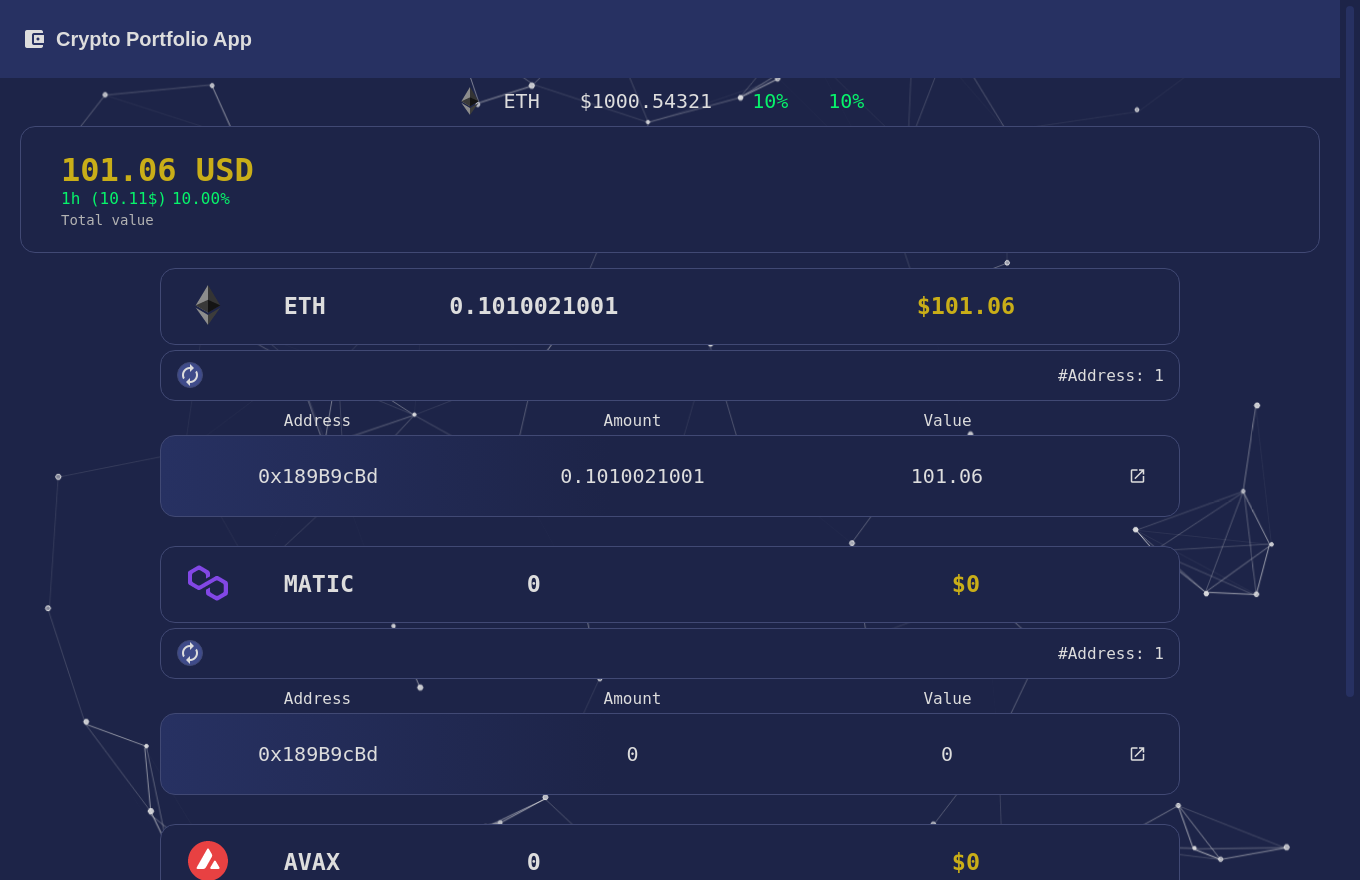 Crypto Portfolio App
ETH $1000.54321 10% 10%
101.06 USD
1h (10.11$) 10.00%
Total value
ETH 0.1010021001 $101.06
#Address: 1
Address Amount Value
0x189B9cBd 0.1010021001 101.06
MATIC 0 $0
#Address: 1
Address Amount Value
0x189B9cBd 0 0
AVAX 0 $0